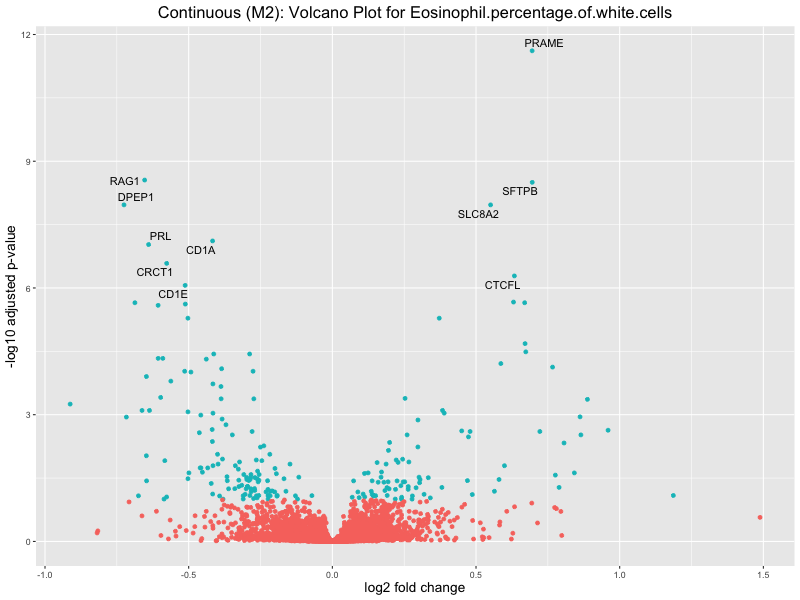 Continuous (M2): Volcano Plot for Eosinophil.percentage.of.white.cells
12
PRAME
9
RAG1
DPEP1
SFTPB
SLC8A2
PRL
CD1A
CRCT1
CTCFL
6
CD1E
3
0
-log10 adjusted p-value
-1.0 -0.5 0.0 0.5 1.0 1.5
log2 fold change